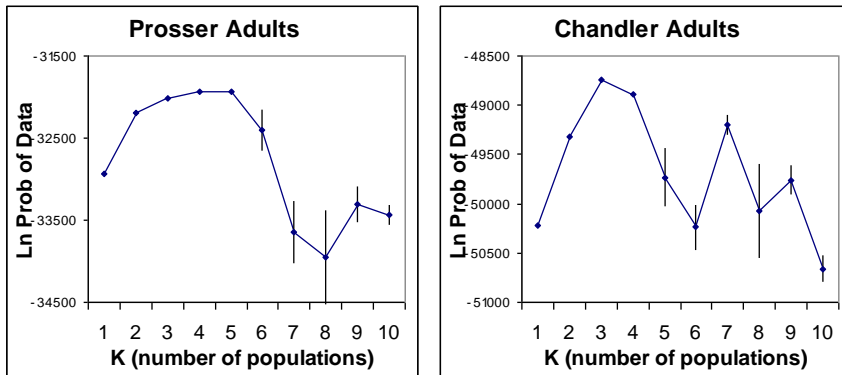 Prosser Adults
Ln Prob of Data
-31500
-32500
-33500
-34500
1 2 3 4 5 6 7 8 9 10
K (number of populations)
Chandler Adults
Ln Prob of Data
-48500
-49000
-49500
-50000
-50500
-51000
1 2 3 4 5 6 7 8 9 10
K (number of populations)